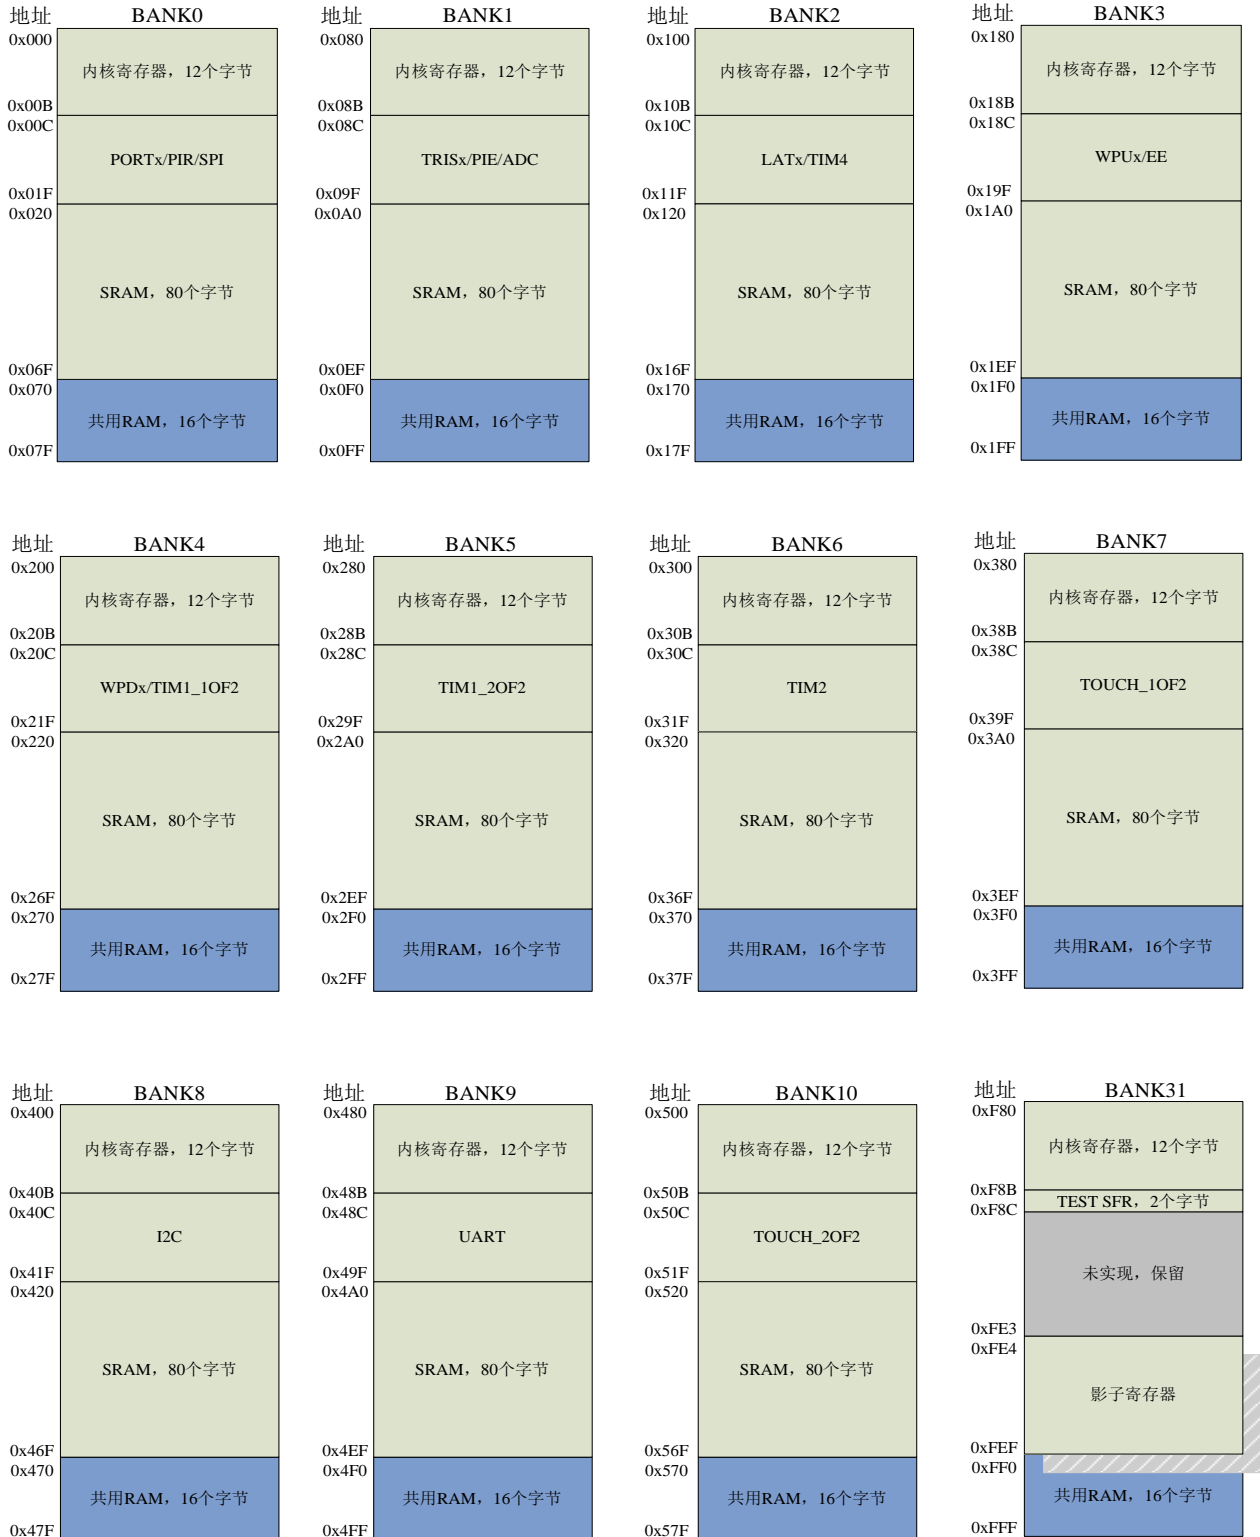 地址 BANK0
0x000
内核寄存器，12个字节
0x00B
0x00C
PORTx/PIR/SPI
0x01F
0x020
SRAM，80个字节
0x06F
0x070
共用RAM，16个字节
0x07F
地址 BANK1
0x080
内核寄存器，12个字节
0x08B
0x08C
TRISx/PIE/ADC
0x09F
0x0A0
SRAM，80个字节
0x0EF
0x0F0
共用RAM，16个字节
0x0FF
地址 BANK2
0x100
内核寄存器，12个字节
0x10B
0x10C
LATx/TIM4
0x11F
0x120
SRAM，80个字节
0x16F
0x170
共用RAM，16个字节
0x17F
地址 BANK3
0x180
内核寄存器，12个字节
0x18B
0x18C
WPUx/EE
0x19F
0x1A0
SRAM，80个字节
0x1EF
0x1F0
共用RAM，16个字节
0x1FF
地址 BANK4
0x200
内核寄存器，12个字节
0x20B
0x20C
WPDx/TIM1_1OF2
0x21F
0x220
SRAM，80个字节
0x26F
0x270
共用RAM，16个字节
0x27F
地址 BANK5
0x280
内核寄存器，12个字节
0x28B
0x28C
TIM1_2OF2
0x29F
0x2A0
SRAM，80个字节
0x2EF
0x2F0
共用RAM，16个字节
0x2FF
地址 BANK6
0x300
内核寄存器，12个字节
0x30B
0x30C
TIM2
0x31F
0x320
SRAM，80个字节
0x36F
0x370
共用RAM，16个字节
0x37F
地址 BANK7
0x380
内核寄存器，12个字节
0x38B
0x38C
TOUCH_1OF2
0x39F
0x3A0
SRAM，80个字节
0x3EF
0x3F0
共用RAM，16个字节
0x3FF
地址 BANK8
0x400
内核寄存器，12个字节
0x40B
0x40C
I2C
0x41F
0x420
SRAM，80个字节
0x46F
0x470
共用RAM，16个字节
0x47F
地址 BANK9
0x480
内核寄存器，12个字节
0x48B
0x48C
UART
0x49F
0x4A0
SRAM，80个字节
0x4EF
0x4F0
共用RAM，16个字节
0x4FF
地址 BANK10
0x500
内核寄存器，12个字节
0x50B
0x50C
TOUCH_2OF2
0x51F
0x520
SRAM，80个字节
0x56F
0x570
共用RAM，16个字节
0x57F
地址 BANK31
0xF80
内核寄存器，12个字节
0xF8B
TEST SFR，2个字节
0xF8C
未实现，保留
0xFE3
0xFE4
影子寄存器
0xFEF
0xFF0
共用RAM，16个字节
0xFFF